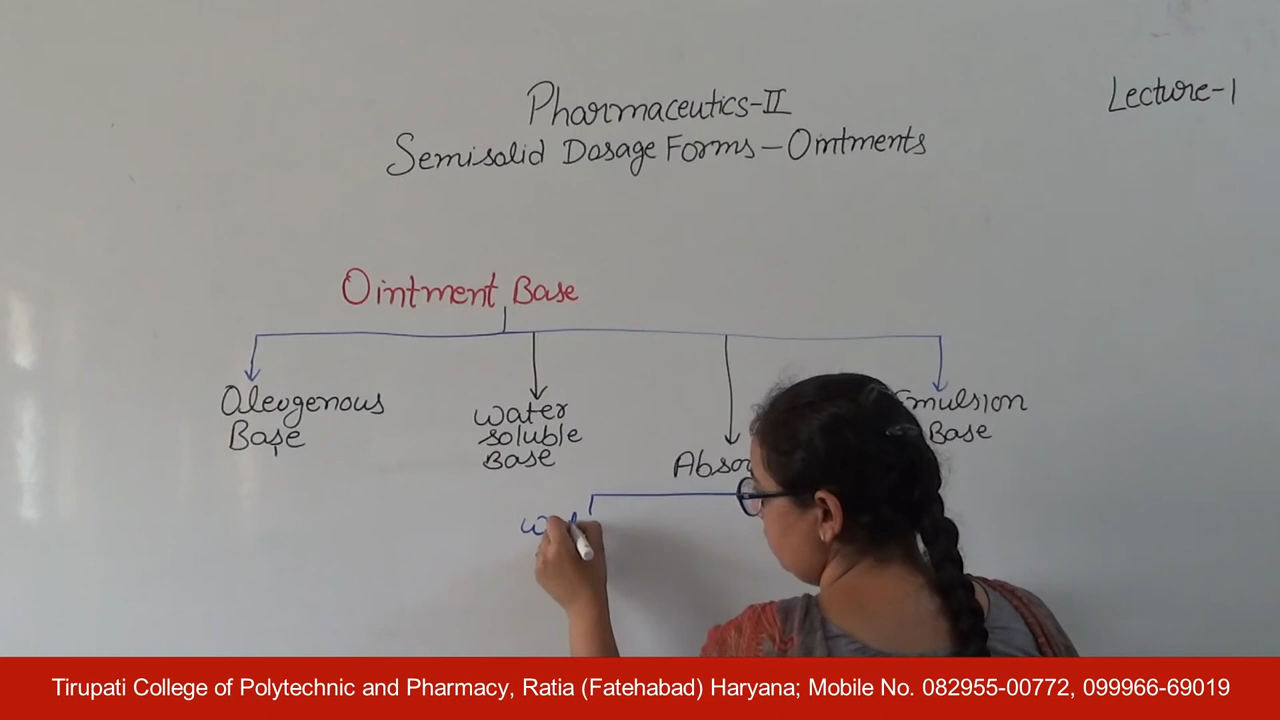 Pharmaceutics-II
Lecture-1
Semisolid Dosage Forms-Ointments
Ointment Base
Oleogenous
Base
Water
soluble
Base
Emulsion
Base
Tirupati College of Polytechnic and Pharmacy, Ratia (Fatehabad) Haryana; Mobile No. 082955-00772, 099966-69019